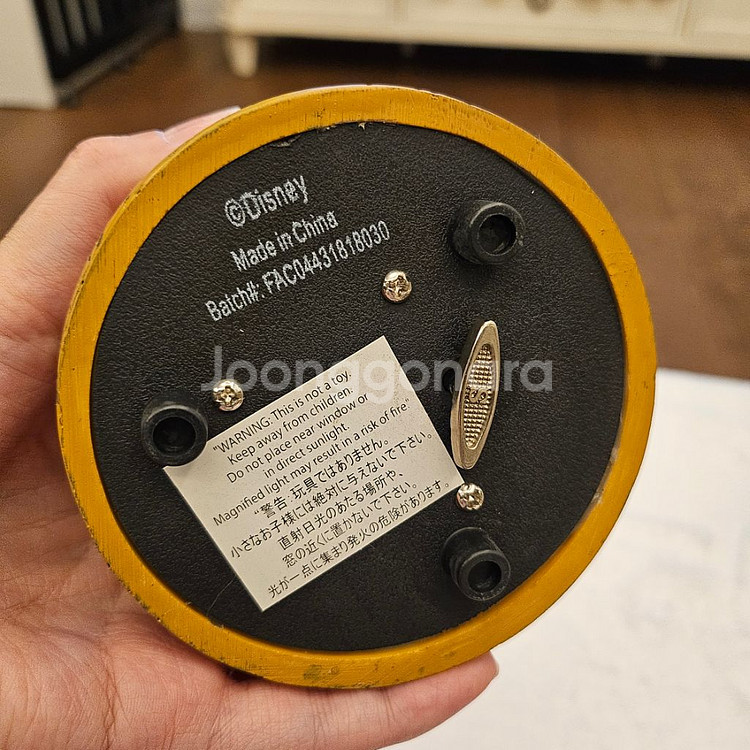 ©Disney
Made in China
Batch#: FAC04431818030
Joonggonara
"WARNING: This is not a toy.
Keep away from children.
Do not place near window or
in direct sunlight.
Magnified light may result in a risk of fire."
"警告：玩具ではありません。
小さなお子様には絶対に与えないで下さい。
直射日光のあたる場所や、
窓の近くに置かないで下さい。
光が一点に集まり発火の危険があります。